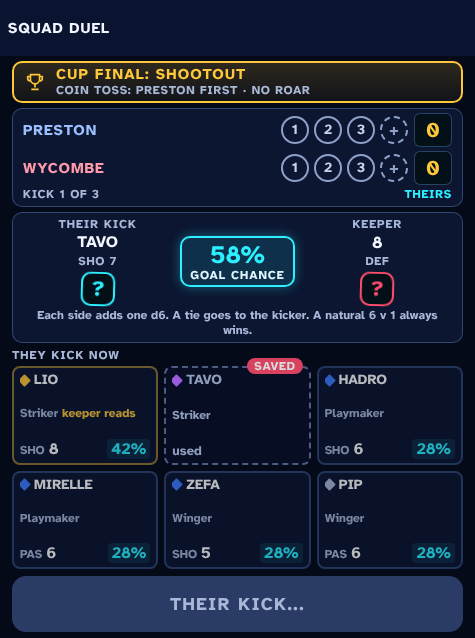 SQUAD DUEL
CUP FINAL: SHOOTOUT
COIN TOSS: PRESTON FIRST · NO ROAR
PRESTON 1 2 3 + 0
WYCOMBE 1 2 3 + 0
KICK 1 OF 3 THEIRS
THEIR KICK
TAVO
SHO 7
?
58%
GOAL CHANCE
KEEPER
8
DEF
?
Each side adds one d6. A tie goes to the kicker. A natural 6 v 1 always
wins.
THEY KICK NOW
LIO
Striker keeper reads
SHO 8 42%
SAVED
TAVO
Striker
used
HADRO
Playmaker
SHO 6 28%
MIRELLE
Playmaker
PAS 6 28%
ZEFA
Winger
SHO 5 28%
PIP
Winger
PAS 6 28%
THEIR KICK...